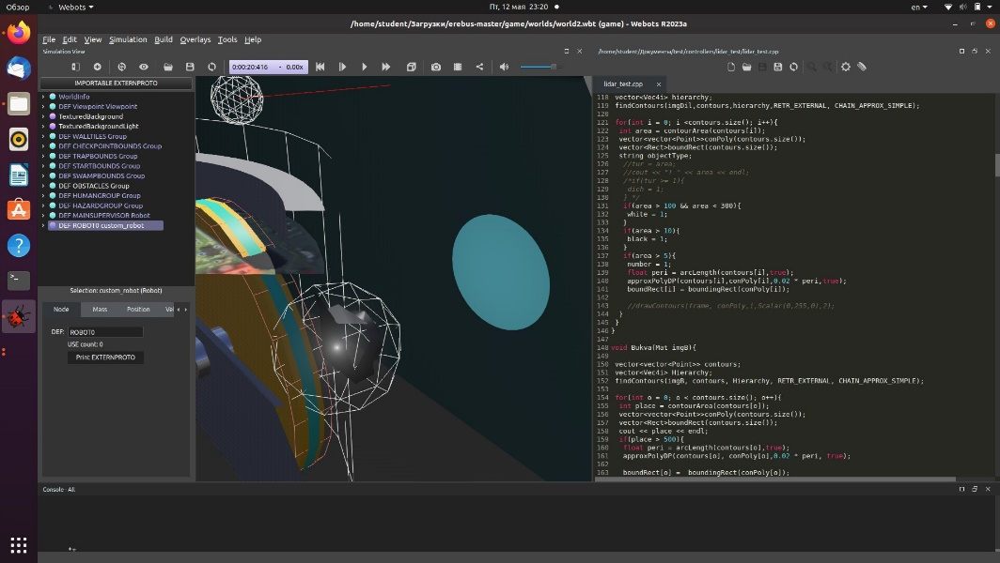 Обзор
Webots
Пт, 12 мая 23:20
en
/home/student/Загрузки/erebus-master/game/worlds/world2.wbt (game) - Webots R2023a
File Edit View Simulation Build Overlays Tools Help
Simulation View
/home/student/Документы/test/controllers/lidar_test/lidar_test.cpp
0:00:20:416 - 0.00x
IMPORTABLE EXTERNPROTO
WorldInfo
DEF Viewpoint Viewpoint
TexturedBackground
TexturedBackgroundLight
DEF WALLTILES Group
DEF CHECKPOINTBOUNDS Group
DEF TRAPBOUNDS Group
DEF STARTBOUNDS Group
DEF SWAMPBOUNDS Group
DEF OBSTACLES Group
DEF HUMANGROUP Group
DEF HAZARDGROUP Group
DEF MAINSUPERVISOR Robot
DEF ROBOT0 custom_robot
Selection: custom_robot (Robot)
Node Mass Position Vel
DEF: ROBOT0
USE count: 0
Print EXTERNPROTO
lidar_test.cpp
118 vector<Vec4i> hierarchy;
119 findContours(imgDil,contours,hierarchy,RETR_EXTERNAL, CHAIN_APPROX_SIMPLE);
120
121 for(int i = 0; i <contours.size(); i++){
122 int area = contourArea(contours[i]);
123 vector<vector<Point>>conPoly(contours.size());
124 vector<Rect>boundRect(contours.size());
125 string objectType;
126 //tur = area;
127 //cout << "! " << area << endl;
128 /*if(tur >= 1){
129 dich = 1;
130 } */
131 if(area > 100 && area < 300){
132 white = 1;
133 }
134 if(area > 10){
135 black = 1;
136 }
137 if(area > 5){
138 number = 1;
139 float peri = arcLength(contours[i],true);
140 approxPolyDP(contours[i],conPoly[i],0.02 * peri,true);
141 boundRect[i] = boundingRect(conPoly[i]);
142
143 //drawContours(frame, conPoly,i,Scalar(0,255,0),2);
144 }
145 }
146 }
147
148 void Bukva(Mat imgB){
149
150 vector<vector<Point>> contours;
151 vector<Vec4i> Hierarchy;
152 findContours(imgB, contours, Hierarchy, RETR_EXTERNAL, CHAIN_APPROX_SIMPLE);
153
154 for(int o = 0; o < contours.size(); o++){
155 int place = contourArea(contours[o]);
156 vector<vector<Point>>conPoly(contours.size());
157 vector<Rect>boundRect(contours.size());
158 cout << place << endl;
159 if(place > 500){
160 float peri = arcLength(contours[o],true);
161 approxPolyDP(contours[o], conPoly[o],0.02 * peri, true);
162
163 boundRect[o] = boundingRect(conPoly[o]);
Console - All